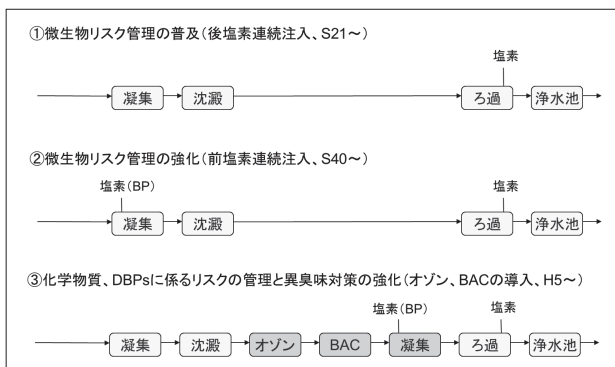 ①微生物リスク管理の普及(後塩素連続注入、S21～)
塩素
凝集
沈澱
ろ過
浄水池
②微生物リスク管理の強化(前塩素連続注入、S40～)
塩素(BP)
塩素
凝集
沈澱
ろ過
浄水池
③化学物質、DBPsに係るリスクの管理と異臭味対策の強化(オゾン、BACの導入、H5～)
塩素(BP)
塩素
凝集
沈澱
オゾン
BAC
凝集
ろ過
浄水池